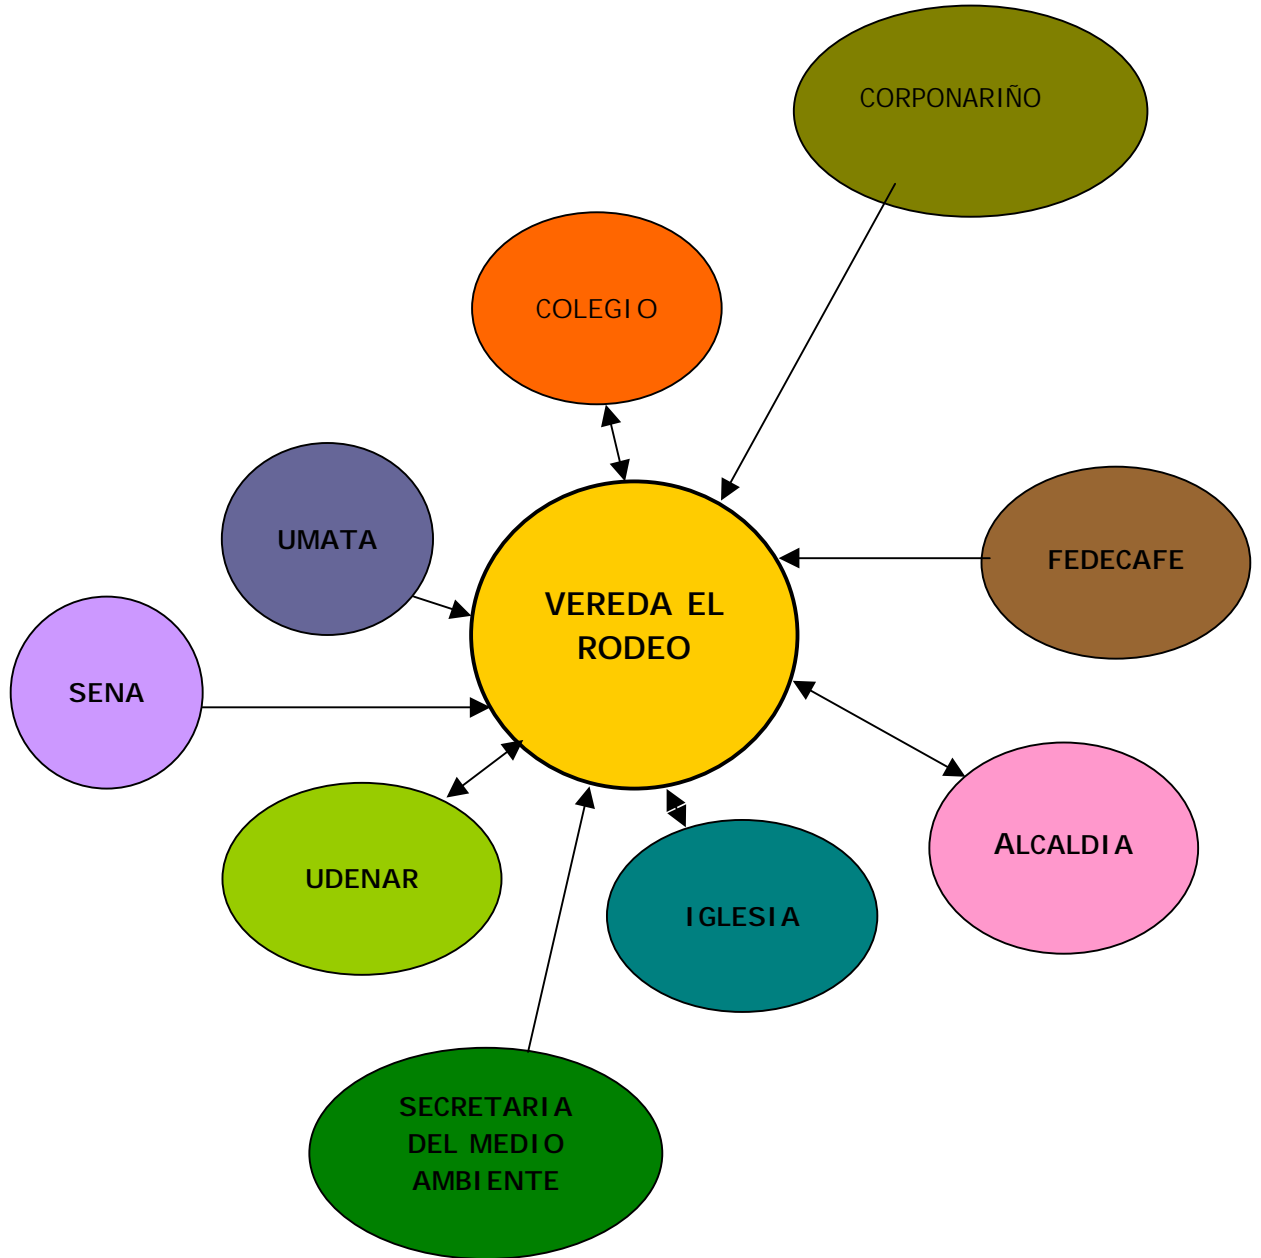 CORPONARIÑO
COLEGIO
UMATA
FEDECAFE
VEREDA EL
RODEO
SENA
ALCALDIA
UDENAR
IGLESIA
SECRETARIA
DEL MEDIO
AMBIENTE